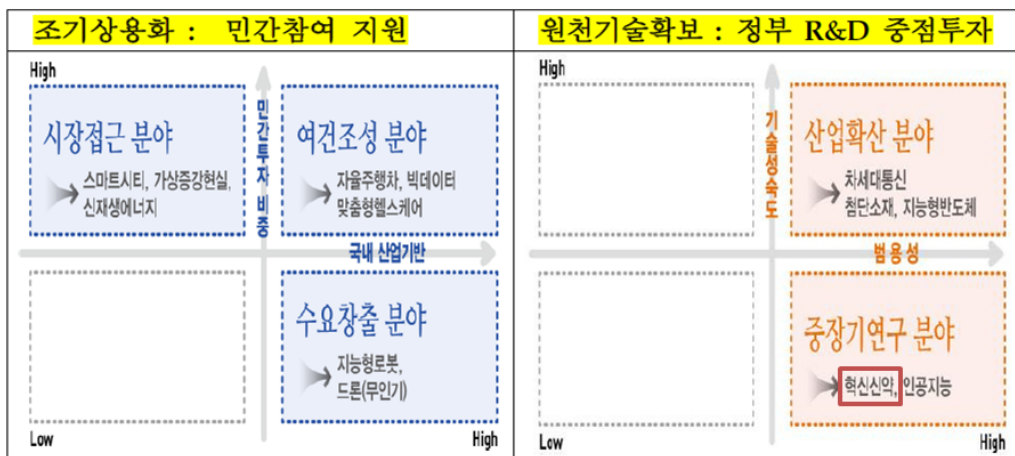 조기상용화 : 민간참여 지원
High
민간투자 비중
시장접근 분야
스마트시티, 가상증강현실,
신재생에너지
여건조성 분야
자율주행차, 빅데이터
맞춤형헬스케어
국내 산업기반
수요창출 분야
지능형로봇,
드론(무인기)
Low
High
원천기술확보 : 정부 R&D 중점투자
High
기술성숙도
산업확산 분야
차세대통신
첨단소재, 지능형반도체
범용성
중장기연구 분야
혁신신약, 인공지능
Low
High